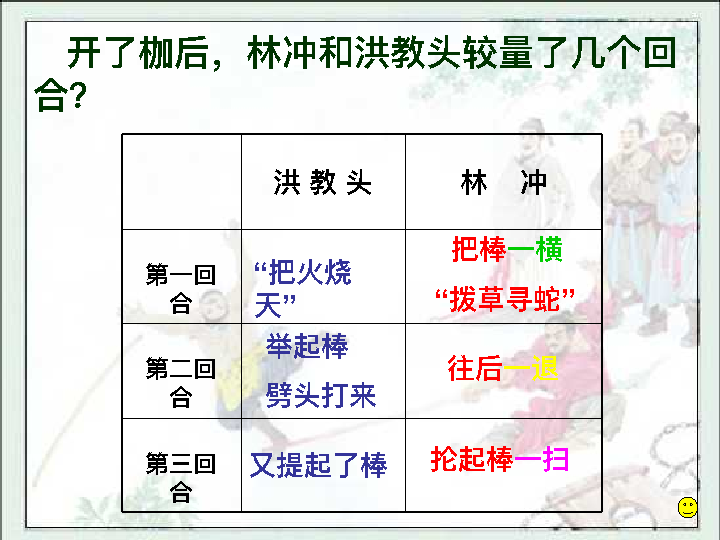 开了枷后，林冲和洪教头较量了几个回
合？
洪 教 头
林 冲
第一回
合
“把火烧
天”
把棒一横
“拨草寻蛇”
第二回
合
举起棒
劈头打来
往后一退
第三回
合
又提起了棒
抡起棒一扫